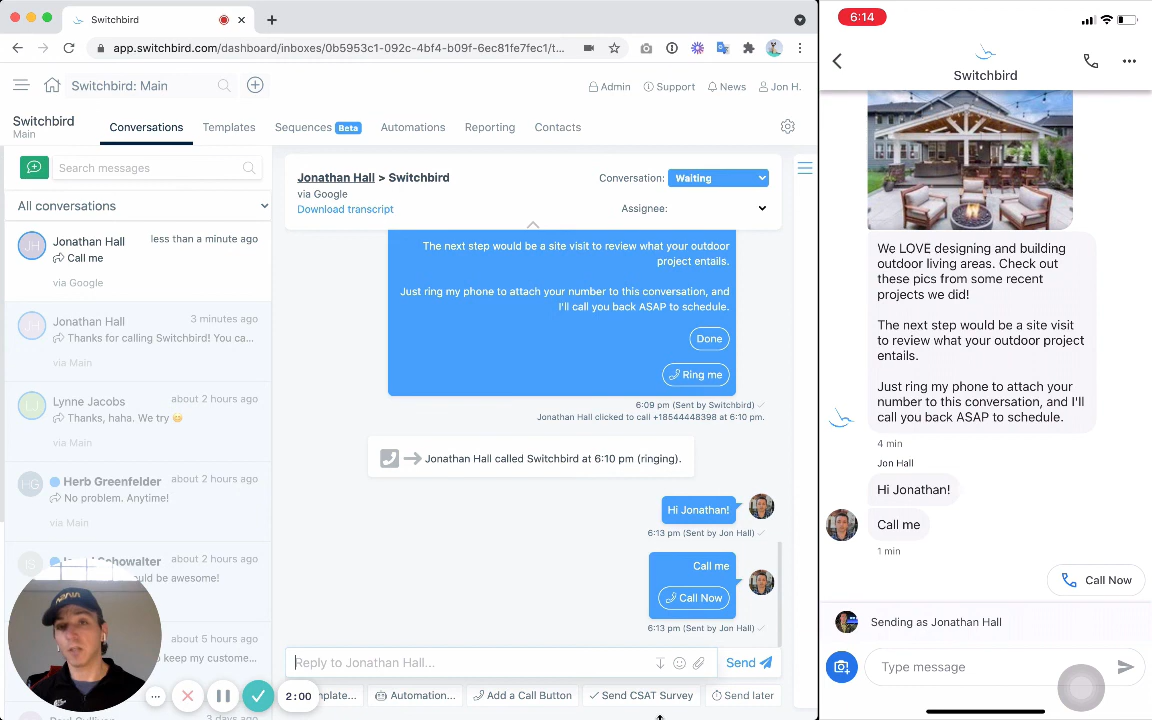 Switchbird
app.switchbird.com/dashboard/inboxes/0b5953c1-092c-4bf4-b09f-6ec81fe7fec1/t...
Switchbird: Main
Admin
Support
News
Jon H.
Switchbird
Main
Conversations
Templates
Sequences Beta
Automations
Reporting
Contacts
Search messages
All conversations
Jonathan Hall
less than a minute ago
Call me
via Google
Jonathan Hall
3 minutes ago
Thanks for calling Switchbird! You ca...
via Main
Lynne Jacobs
about 2 hours ago
Thanks, haha. We try 😊
via Main
Herb Greenfelder
about 2 hours ago
No problem. Anytime!
via Main
Schowalter
about 2 hours ago
be awesome!
about 5 hours ago
keep my custome...
3 days ago
2:00
Jonathan Hall > Switchbird
via Google
Download transcript
Conversation:
Waiting
Assignee:
The next step would be a site visit to review what your outdoor
project entails.
Just ring my phone to attach your number to this conversation, and
I'll call you back ASAP to schedule.
Done
Ring me
6:09 pm (Sent by Switchbird)
Jonathan Hall clicked to call +18544448398 at 6:10 pm.
Jonathan Hall called Switchbird at 6:10 pm (ringing).
Hi Jonathan!
6:13 pm (Sent by Jon Hall)
Call me
Call Now
6:13 pm (Sent by Jon Hall)
Reply to Jonathan Hall...
Send
Automation...
Add a Call Button
Send CSAT Survey
Send later
6:14
Switchbird
We LOVE designing and building
outdoor living areas. Check out
these pics from some recent
projects we did!
The next step would be a site visit
to review what your outdoor project
entails.
Just ring my phone to attach your
number to this conversation, and I'll
call you back ASAP to schedule.
4 min
Jon Hall
Hi Jonathan!
Call me
1 min
Call Now
Sending as Jonathan Hall
Type message